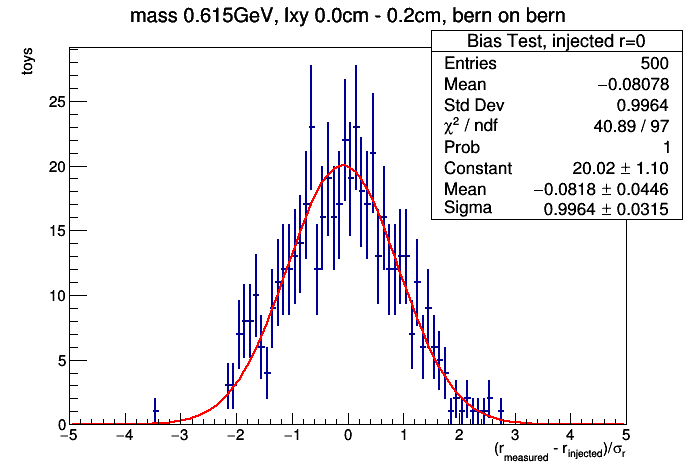 mass 0.615GeV, lxy 0.0cm - 0.2cm, bern on bern
toys
Bias Test, injected r=0
Entries 500
Mean −0.08078
Std Dev 0.9964
χ² / ndf 40.89 / 97
Prob 1
Constant 20.02 ± 1.10
Mean −0.0818 ± 0.0446
Sigma 0.9964 ± 0.0315
25
20
15
10
5
0
−5 −4 −3 −2 −1 0 1 2 3 4 5
(r_measured - r_injected)/σ_r